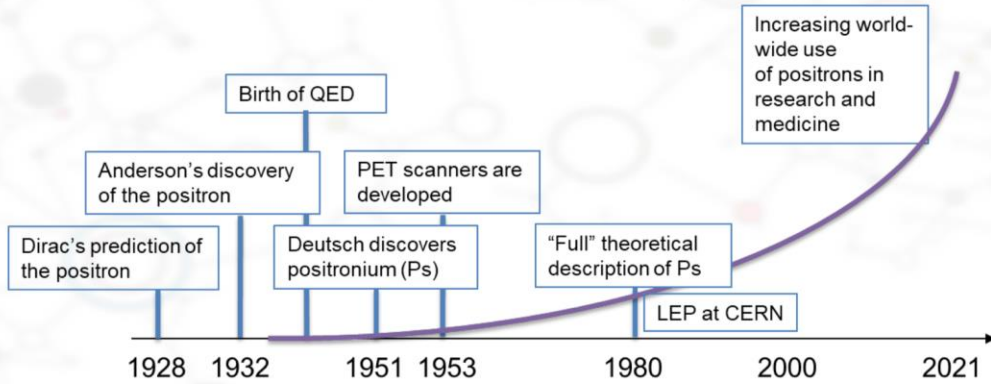 Increasing world-
wide use
of positrons in
research and
medicine
Birth of QED
Anderson's discovery
of the positron
PET scanners are
developed
Dirac's prediction of
the positron
Deutsch discovers
positronium (Ps)
“Full” theoretical
description of Ps
LEP at CERN
1928 1932 1951 1953 1980 2000 2021